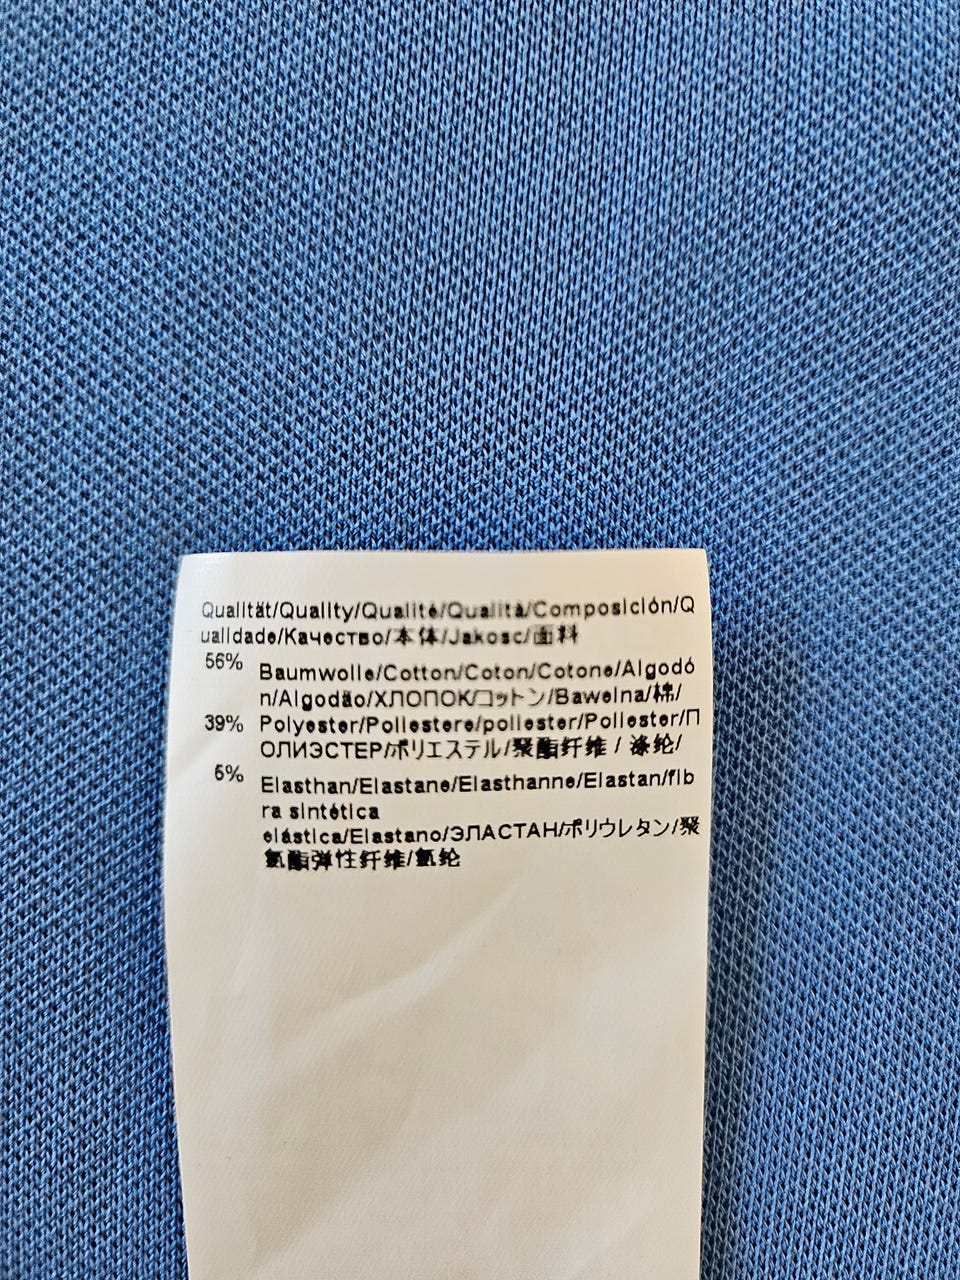 Qualität/Quality/Qualité/Qualità/Composición/Q
ualidade/Качество/本体/Jakosc/面料
56% Baumwolle/Cotton/Coton/Cotone/Algodó
n/Algodão/ХЛОПОК/コットン/Bawelna/棉/
39% Polyester/Poliestere/poliester/Poliester/П
ОЛИЭСТЕР/ポリエステル/聚酯纤维 / 涤纶/
5% Elasthan/Elastane/Elasthanne/Elastan/fib
ra sintética
elástica/Elastano/ЭЛАСТАН/ポリウレタン/聚
氨酯弹性纤维/氨纶